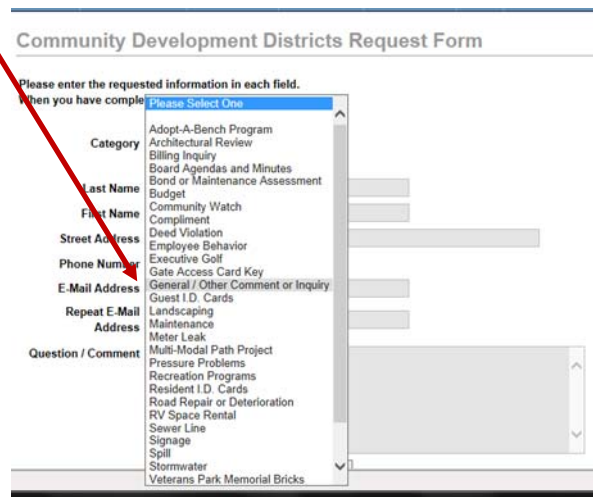 Community Development Districts Request Form
Please enter the requested information in each field.
When you have comple
Please Select One
Category
Adopt-A-Bench Program
Architectural Review
Billing Inquiry
Board Agendas and Minutes
Bond or Maintenance Assessment
Last Name
Budget
Community Watch
First Name
Compliment
Deed Violation
Street Address
Employee Behavior
Executive Golf
Phone Number
Gate Access Card Key
E-Mail Address
General / Other Comment or Inquiry
Guest I.D. Cards
Repeat E-Mail
Address
Landscaping
Maintenance
Meter Leak
Question / Comment
Multi-Modal Path Project
Pressure Problems
Recreation Programs
Resident I.D. Cards
Road Repair or Deterioration
RV Space Rental
Sewer Line
Signage
Spill
Stormwater
Veterans Park Memorial Bricks